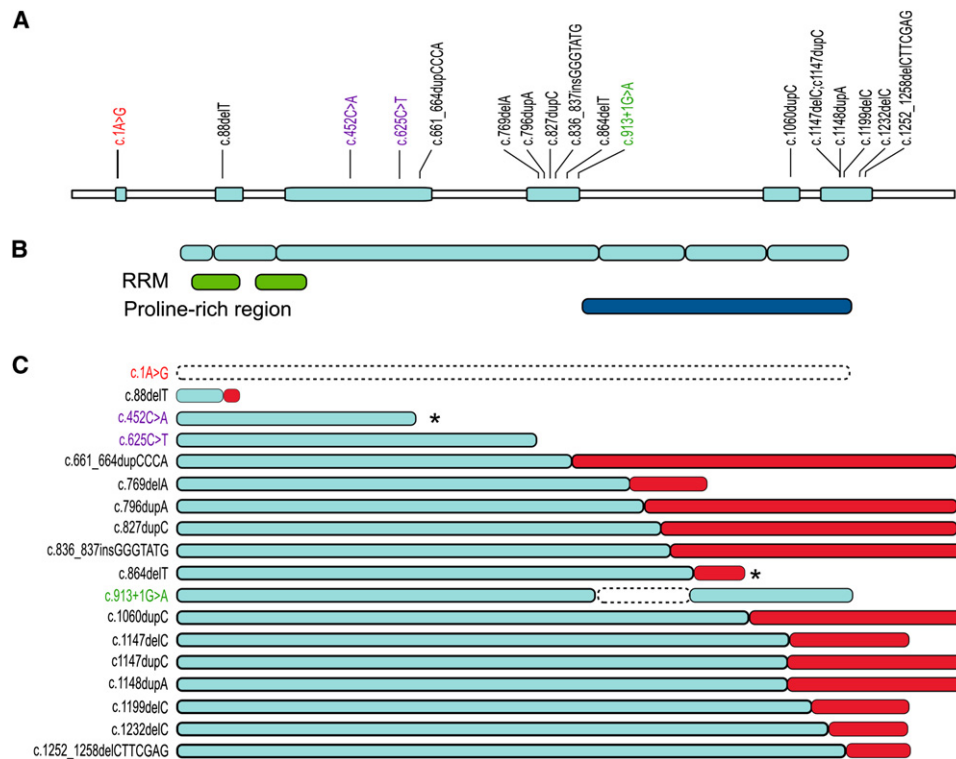 A
c.1A>G
c.88delT
c.452C>A
c.625C>T
c.661_664dupCCCA
c.769delA
c.796dupA
c.827dupC
c.836_837insGGGTATG
c.864delT
c.913+1G>A
c.1060dupC
c.1147delC;c1147dupC
c.1148dupA
c.1199delC
c.1232delC
c.1252_1258delCTTCGAG
B
RRM
Proline-rich region
C
c.1A>G
c.88delT
c.452C>A *
c.625C>T
c.661_664dupCCCA
c.769delA
c.796dupA
c.827dupC
c.836_837insGGGTATG
c.864delT *
c.913+1G>A
c.1060dupC
c.1147delC
c1147dupC
c.1148dupA
c.1199delC
c.1232delC
c.1252_1258delCTTCGAG